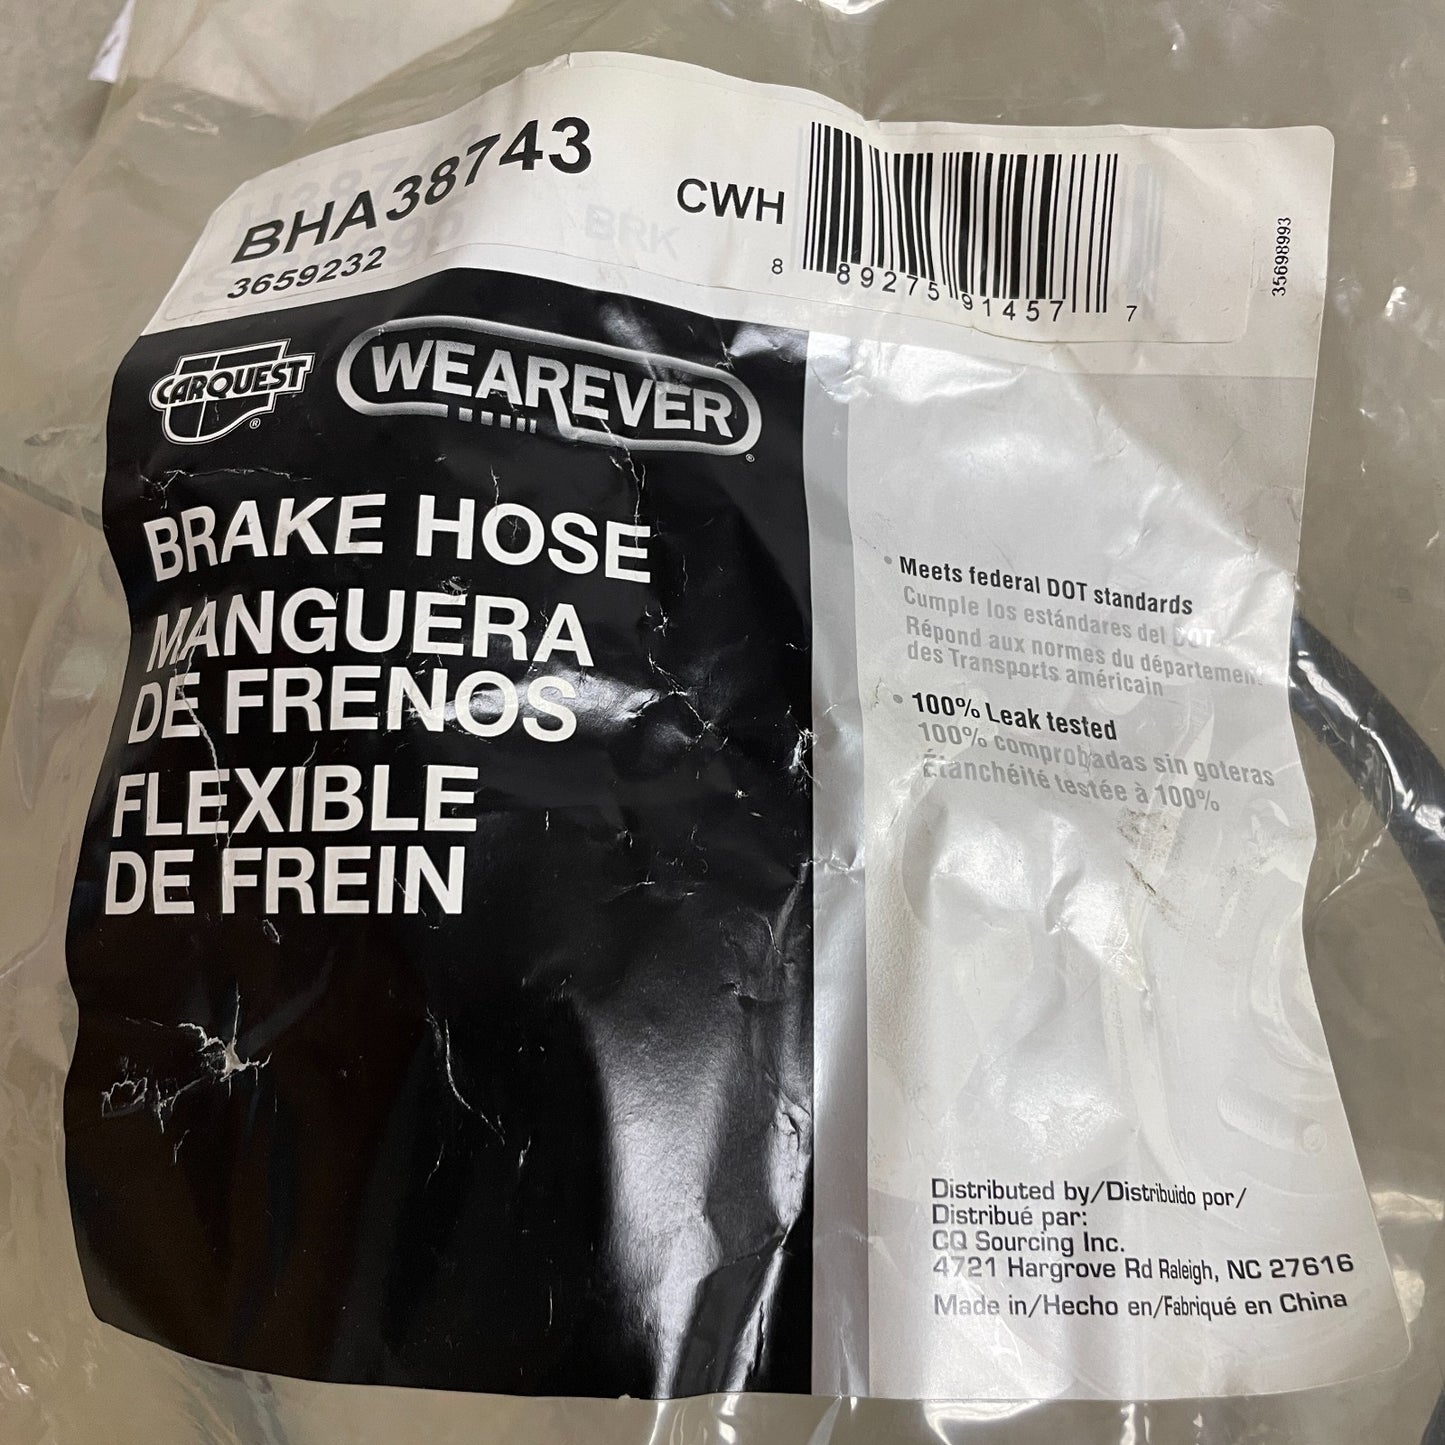 BHA38743
3659232
CWH
8 89275 91457 7
35698993
BRK
CARQUEST®
WEAREVER®
BRAKE HOSE
MANGUERA
DE FRENOS
FLEXIBLE
DE FREIN
• Meets federal DOT standards
Cumple los estándares del DOT
Répond aux normes du département
des Transports américain
• 100% Leak tested
100% comprobadas sin goteras
Étanchéité testée à 100%
Distributed by/Distribuido por/
Distribué par:
CQ Sourcing Inc.
4721 Hargrove Rd Raleigh, NC 27616
Made in/Hecho en/Fabriqué en China